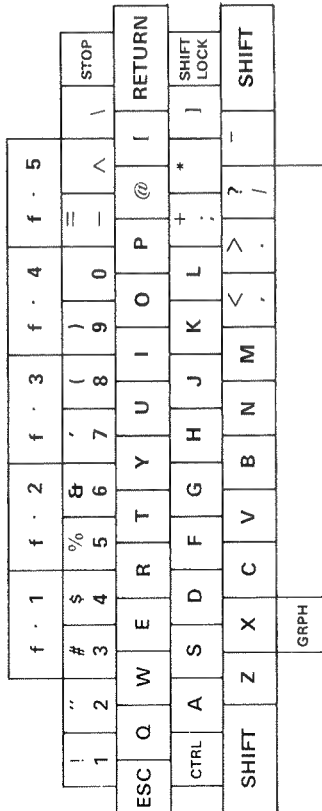 f · 1 f · 2 f · 3 f · 4 f · 5
! " # $ % & ' ( ) =
1 2 3 4 5 6 7 8 9 0 — ^ \ STOP
ESC Q W E R T Y U I O P @ [ RETURN
CTRL A S D F G H J K L + ; * ] SHIFT LOCK
SHIFT Z X C V B N M < , > . ? / _ SHIFT
GRPH